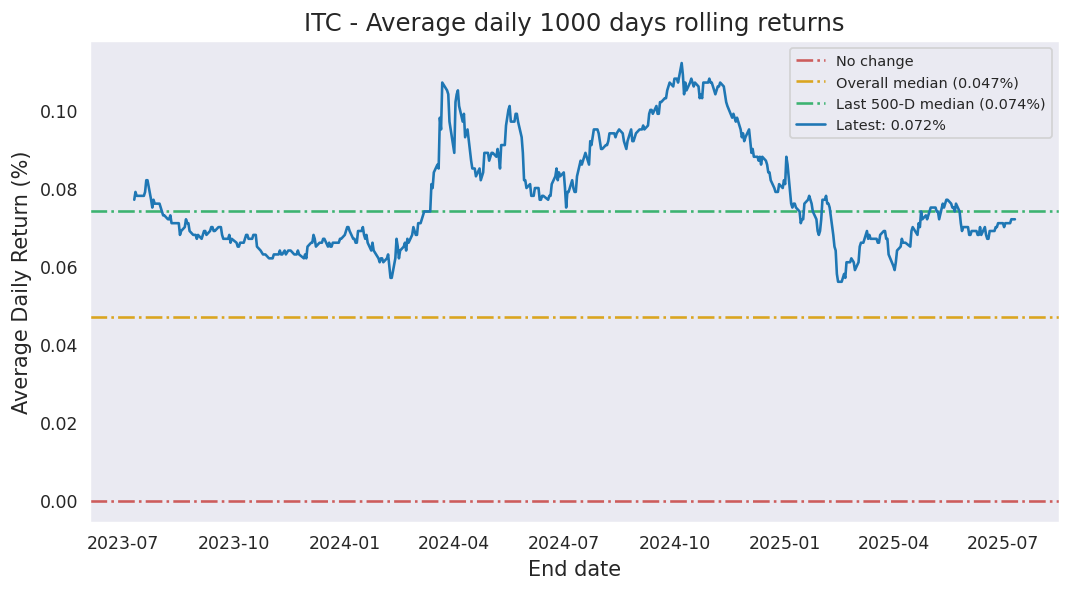 ITC - Average daily 1000 days rolling returns
No change
Overall median (0.047%)
Last 500-D median (0.074%)
Latest: 0.072%
Average Daily Return (%)
0.10
0.08
0.06
0.04
0.02
0.00
2023-07 2023-10 2024-01 2024-04 2024-07 2024-10 2025-01 2025-04 2025-07
End date